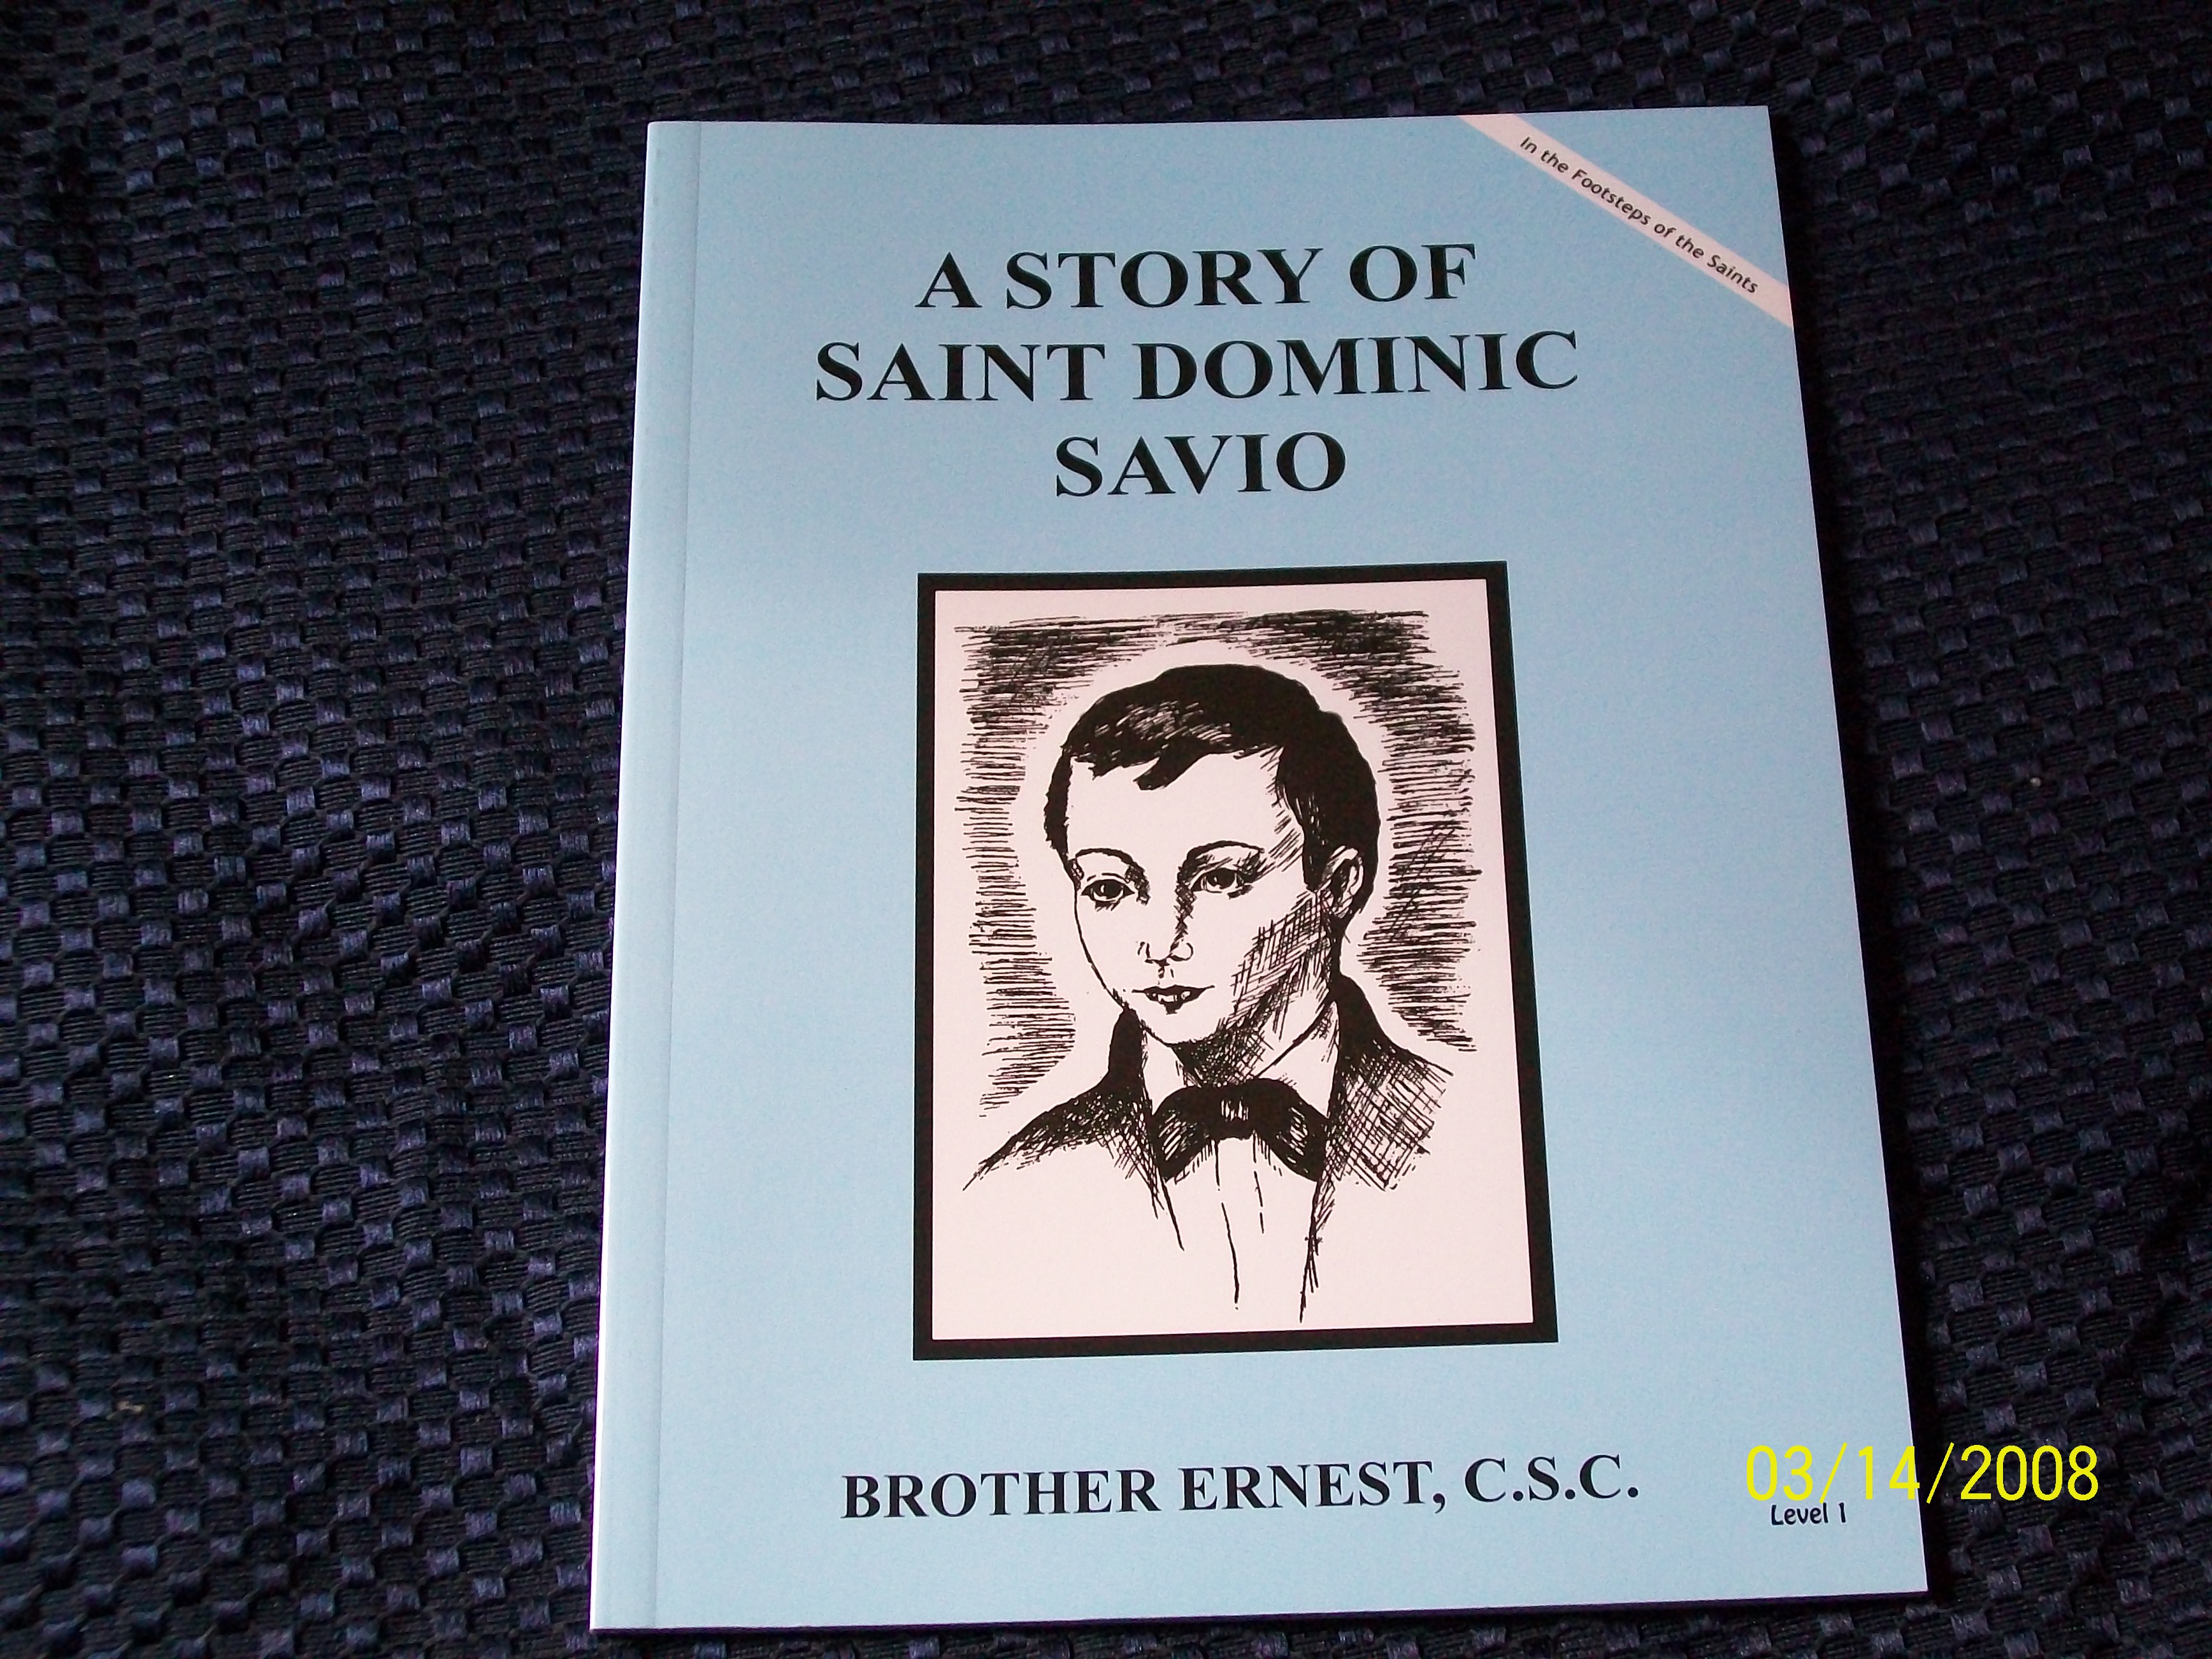 In the Footsteps of the Saints
A STORY OF
SAINT DOMINIC
SAVIO
BROTHER ERNEST, C.S.C.
03/14/2008
Level 1